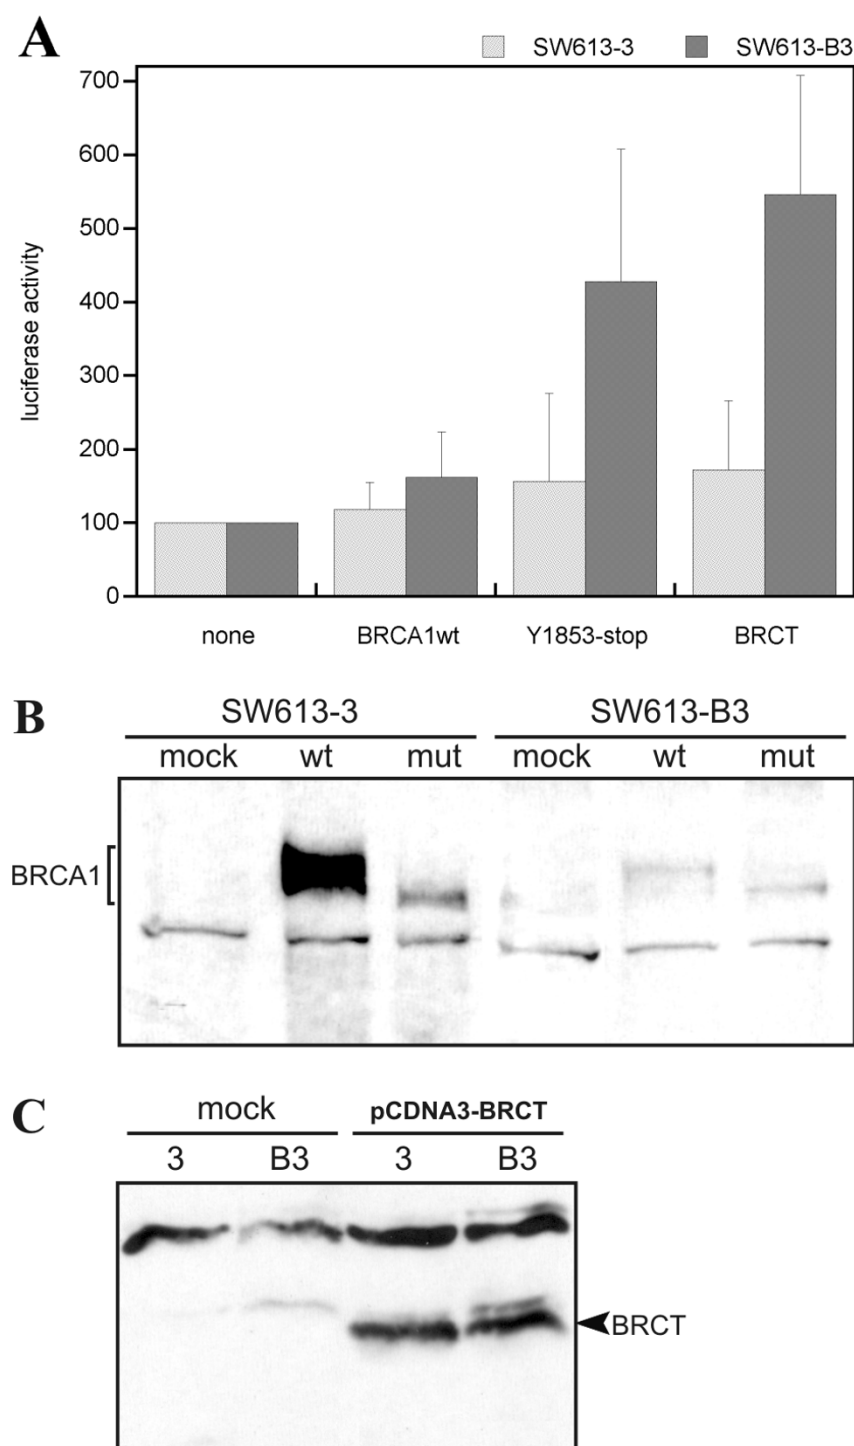 A
SW613-3 SW613-B3
700
600
500
400
300
200
100
0
luciferase activity
none BRCA1wt Y1853-stop BRCT
B
SW613-3 SW613-B3
mock wt mut mock wt mut
BRCA1
C
mock pCDNA3-BRCT
3 B3 3 B3
BRCT